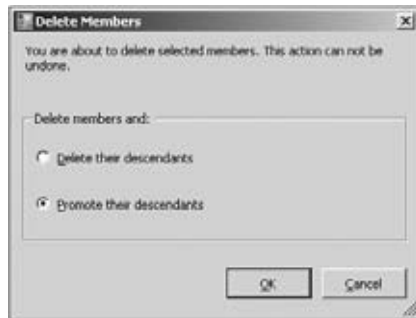 Delete Members
You are about to delete selected members. This action can not be
undone.
Delete members and:
Delete their descendants
Promote their descendants
OK
Cancel